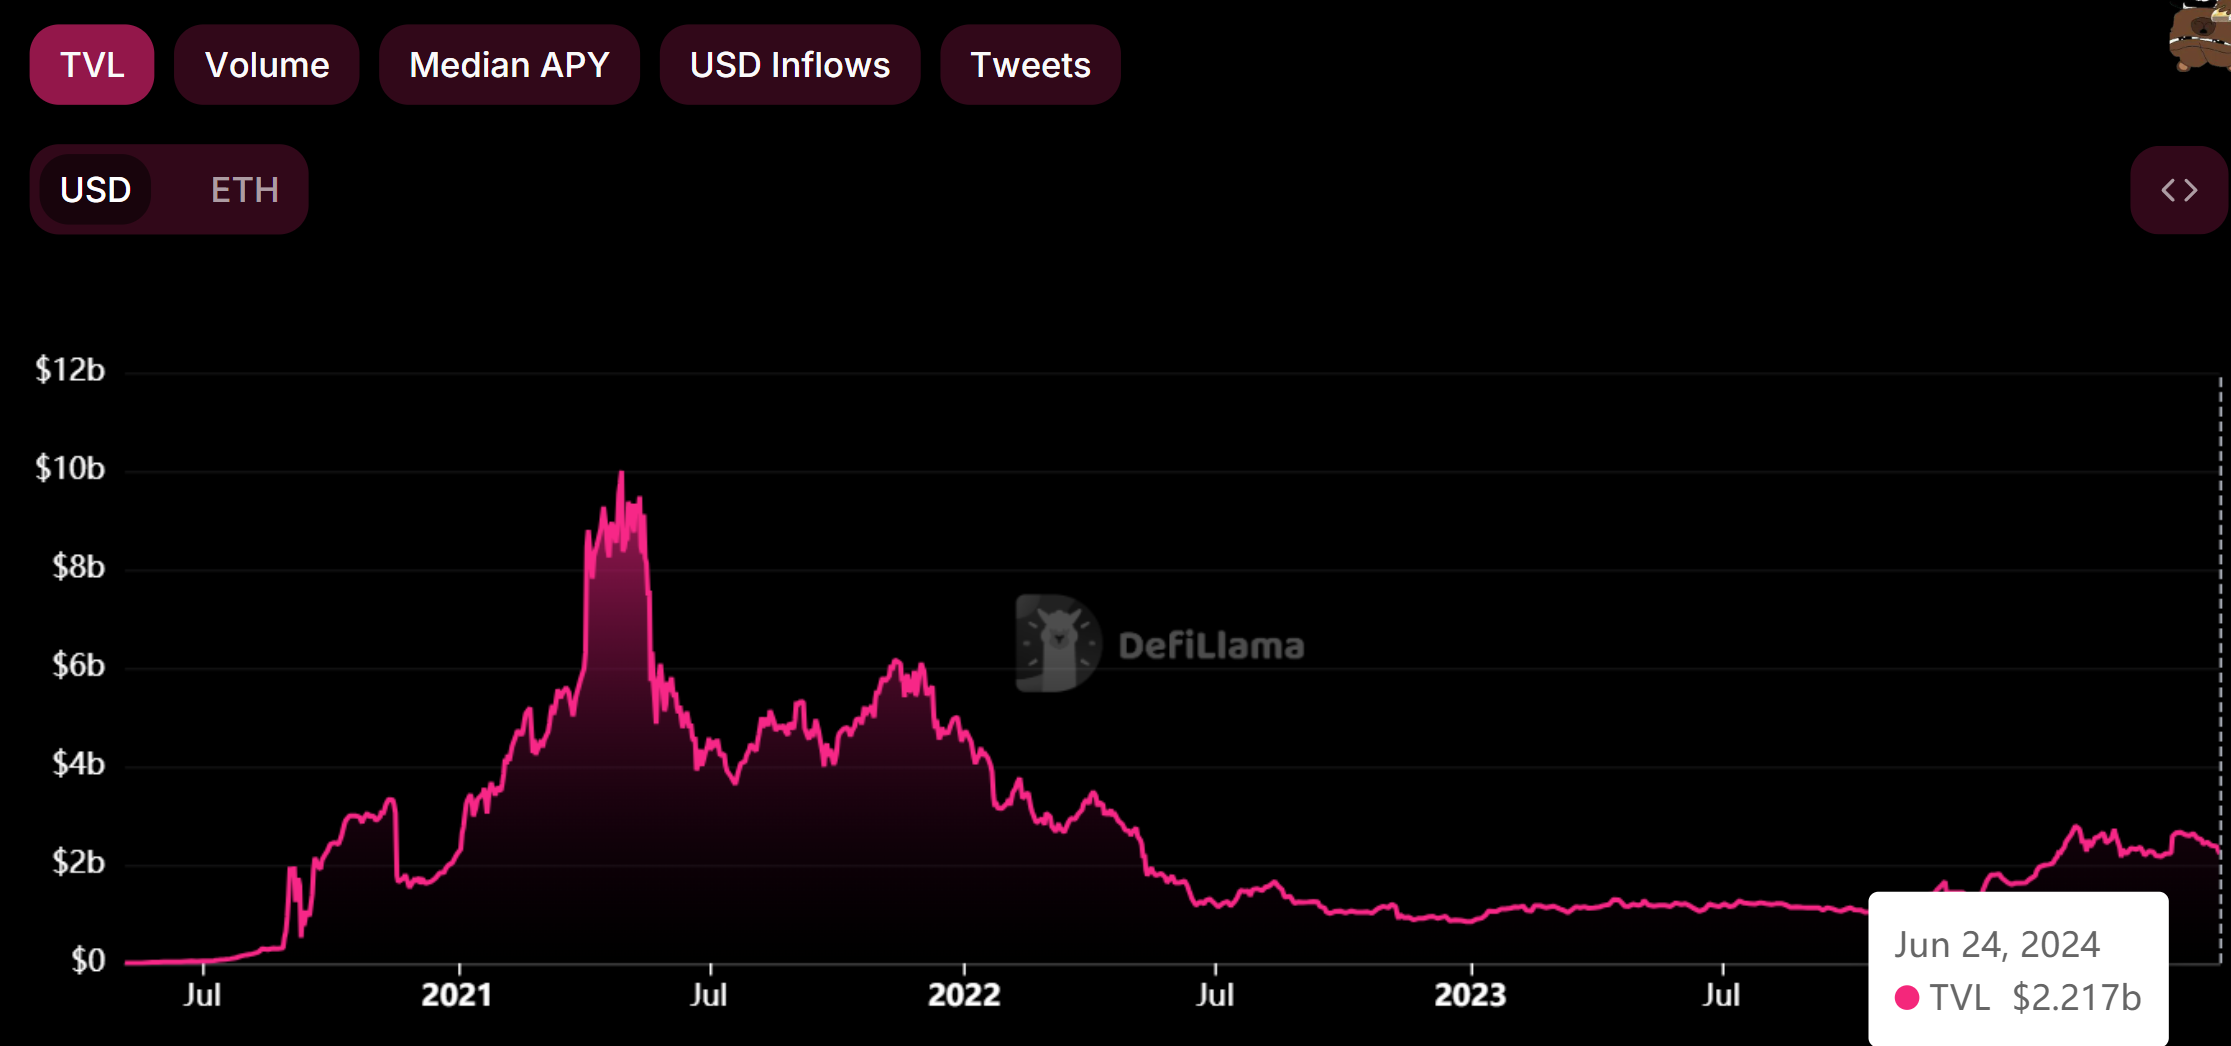 TVL Volume Median APY USD Inflows Tweets
USD ETH
$12b
$10b
$8b
DefiLlama
$6b
$4b
$2b
$0
Jul 2021 Jul 2022 Jul 2023 Jul
Jun 24, 2024
TVL $2.217b